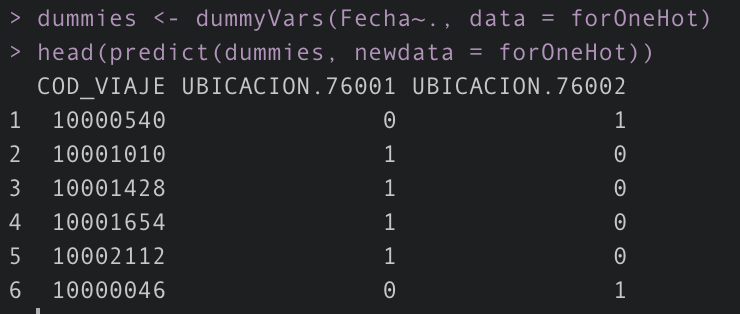 > dummies <- dummyVars(Fecha~., data = forOneHot)
> head(predict(dummies, newdata = forOneHot))
COD_VIAJE UBICACION.76001 UBICACION.76002
1 10000540 0 1
2 10001010 1 0
3 10001428 1 0
4 10001654 1 0
5 10002112 1 0
6 10000046 0 1